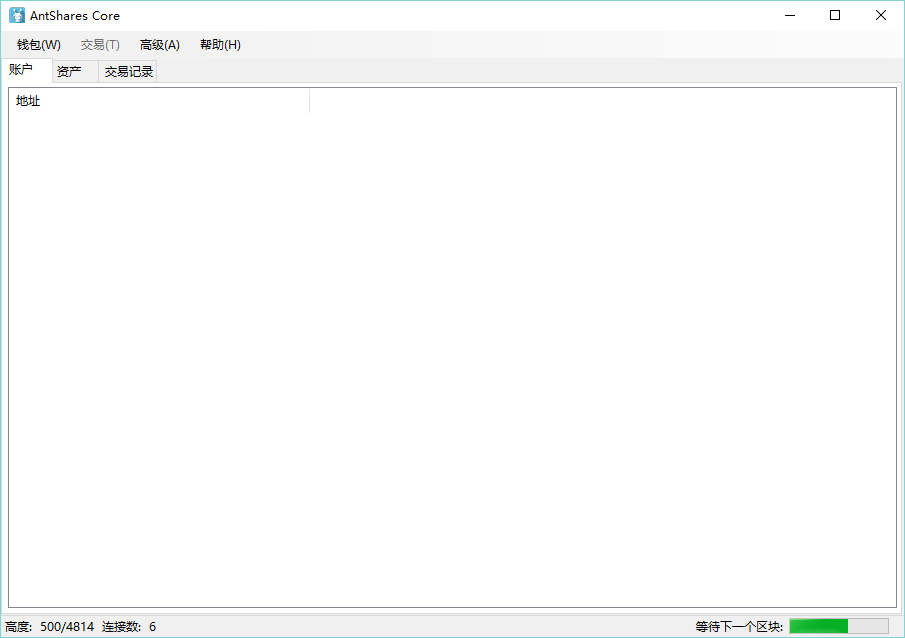 AntShares Core
钱包(W) 交易(T) 高级(A) 帮助(H)
账户 资产 交易记录
地址
高度: 500/4814 连接数: 6 等待下一个区块: